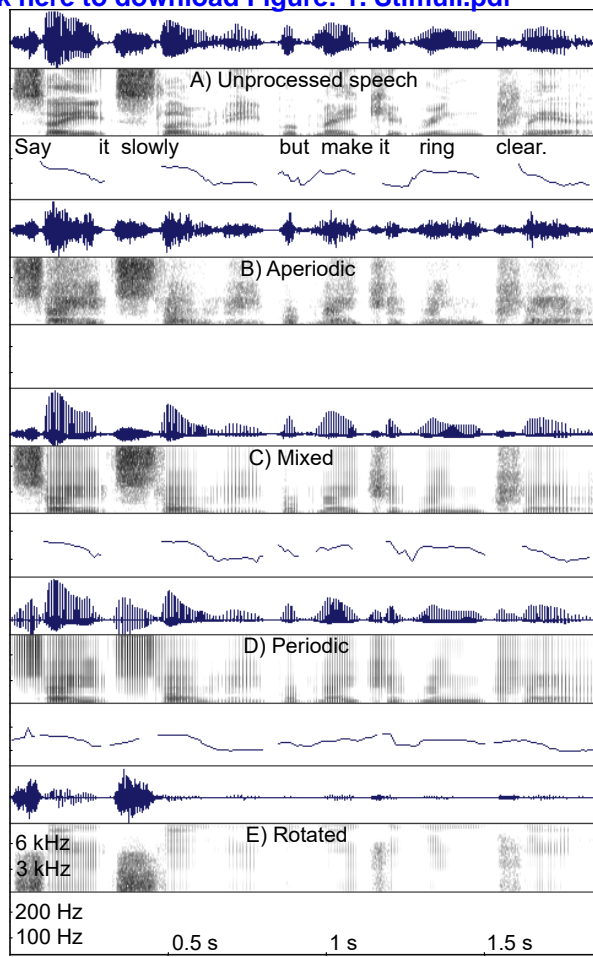 k here to download Figure: 1. Stimuli.pdf
A) Unprocessed speech
Say it slowly but make it ring clear.
B) Aperiodic
C) Mixed
D) Periodic
E) Rotated
6 kHz
3 kHz
200 Hz
100 Hz
0.5 s 1 s 1.5 s